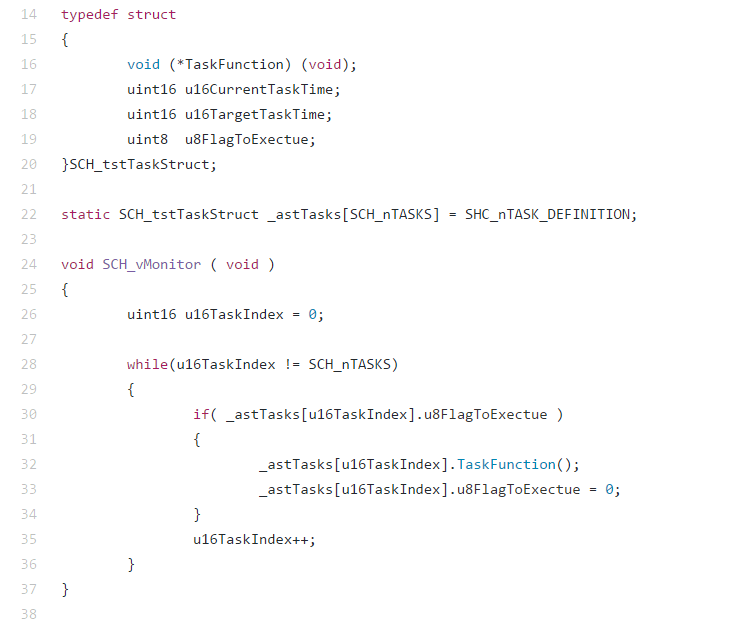 14 typedef struct
15 {
16         void (*TaskFunction) (void);
17         uint16 u16CurrentTaskTime;
18         uint16 u16TargetTaskTime;
19         uint8  u8FlagToExectue;
20 }SCH_tstTaskStruct;
21
22 static SCH_tstTaskStruct _astTasks[SCH_nTASKS] = SHC_nTASK_DEFINITION;
23
24 void SCH_vMonitor ( void )
25 {
26         uint16 u16TaskIndex = 0;
27
28         while(u16TaskIndex != SCH_nTASKS)
29         {
30                 if( _astTasks[u16TaskIndex].u8FlagToExectue )
31                 {
32                         _astTasks[u16TaskIndex].TaskFunction();
33                         _astTasks[u16TaskIndex].u8FlagToExectue = 0;
34                 }
35                 u16TaskIndex++;
36         }
37 }
38